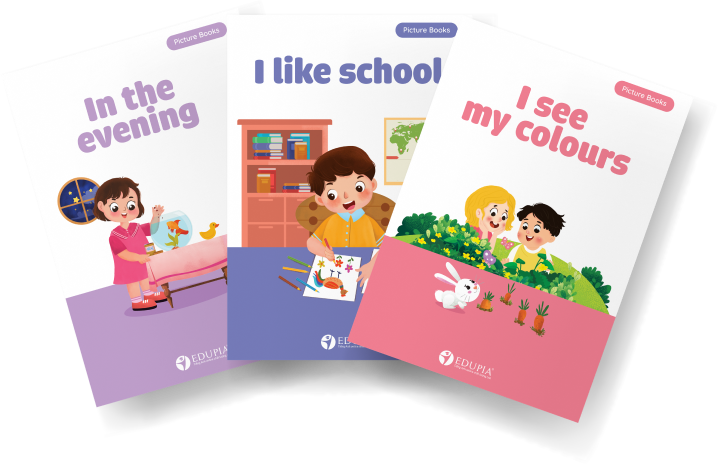 Picture Books
In the
evening
EDUPIA
Picture Books
I like school
EDUPIA
Picture Books
I see
my colours
EDUPIA